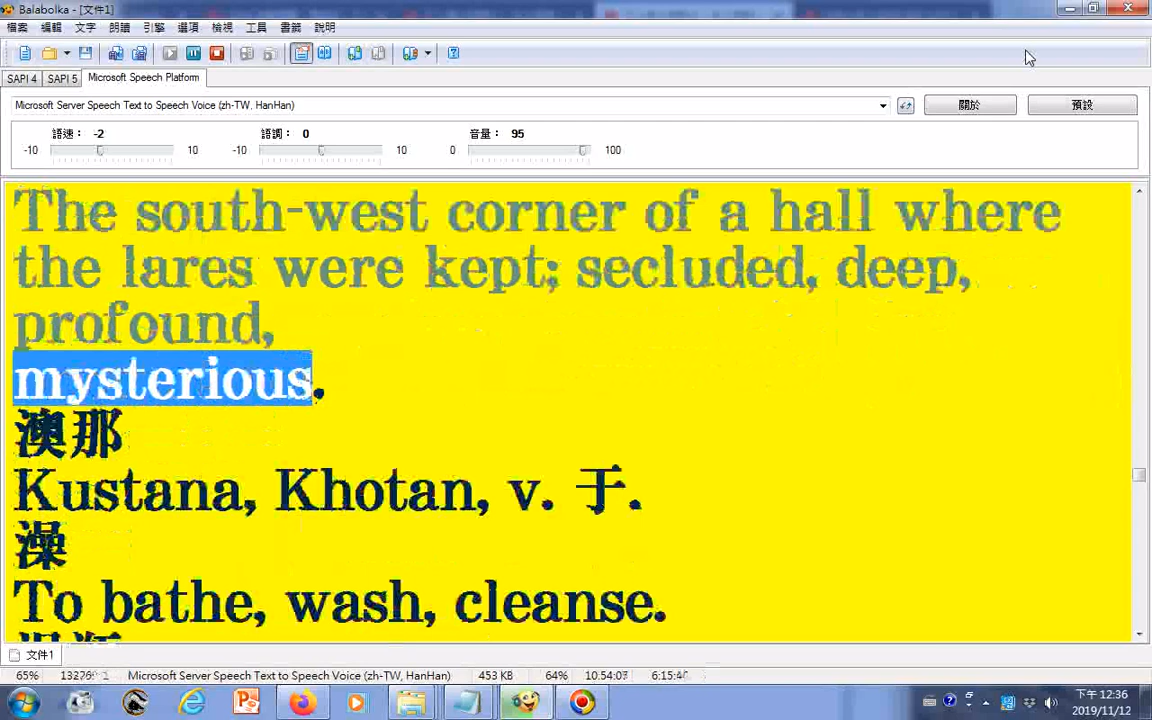 Balabolka - [文件1]
檔案 編輯 文字 朗讀 引擎 選項 檢視 工具 書籤 說明
SAPI 4 SAPI 5 Microsoft Speech Platform
Microsoft Server Speech Text to Speech Voice (zh-TW, HanHan) 關於 預設
語速： -2 語調： 0 音量： 95
-10 10 -10 10 0 100
The south-west corner of a hall where
the lares were kept; secluded, deep,
profound,
mysterious.
澳那
Kustana, Khotan, v. 于.
澡
To bathe, wash, cleanse.
文件1
65% Microsoft Server Speech Text to Speech Voice (zh-TW, HanHan) 453 KB 64%
下午 12:36
2019/11/12